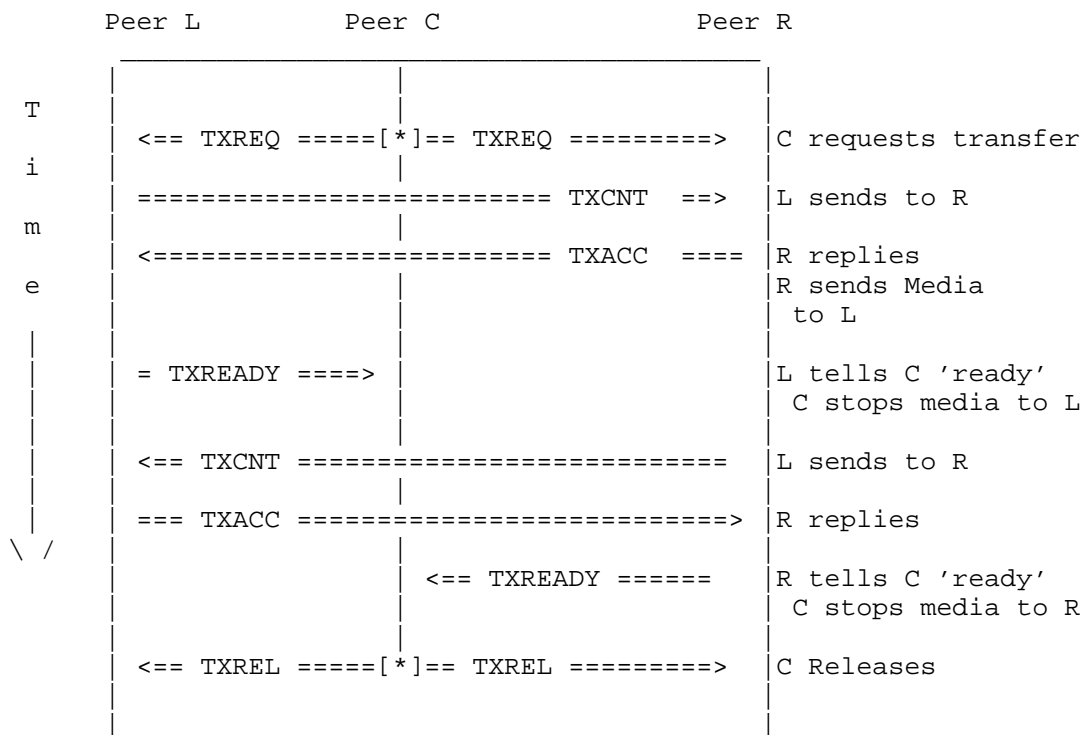 Peer L Peer C Peer R
T
<== TXREQ =====[*]== TXREQ =========> C requests transfer
i
========================== TXCNT ==> L sends to R
m
<========================= TXACC ==== R replies
e R sends Media
to L
= TXREADY ====> L tells C 'ready'
C stops media to L
<== TXCNT =========================== L sends to R
=== TXACC ===========================> R replies
\ /
<== TXREADY ====== R tells C 'ready'
C stops media to R
<== TXREL =====[*]== TXREL =========> C Releases